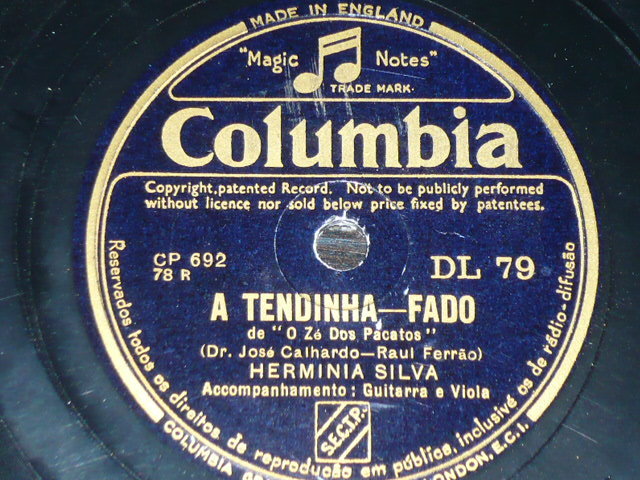 MADE IN ENGLAND
"Magic Notes"
TRADE MARK.
Columbia
Copyright, patented Record. Not to be publicly performed
without licence nor sold below price fixed by patentees.
CP 692
78 R
DL 79
A TENDINHA—FADO
de "O Zé Dos Pacatos"
(Dr. José Calhardo—Raul Ferrão)
HERMINIA SILVA
Accompanhamento: Guitarra e Viola
S.E.C.T.P.
Reservados todos os direitos de reprodução em pública, inclusivé os de rádio-difusão
COLUMBIA LONDON, E.C.1.